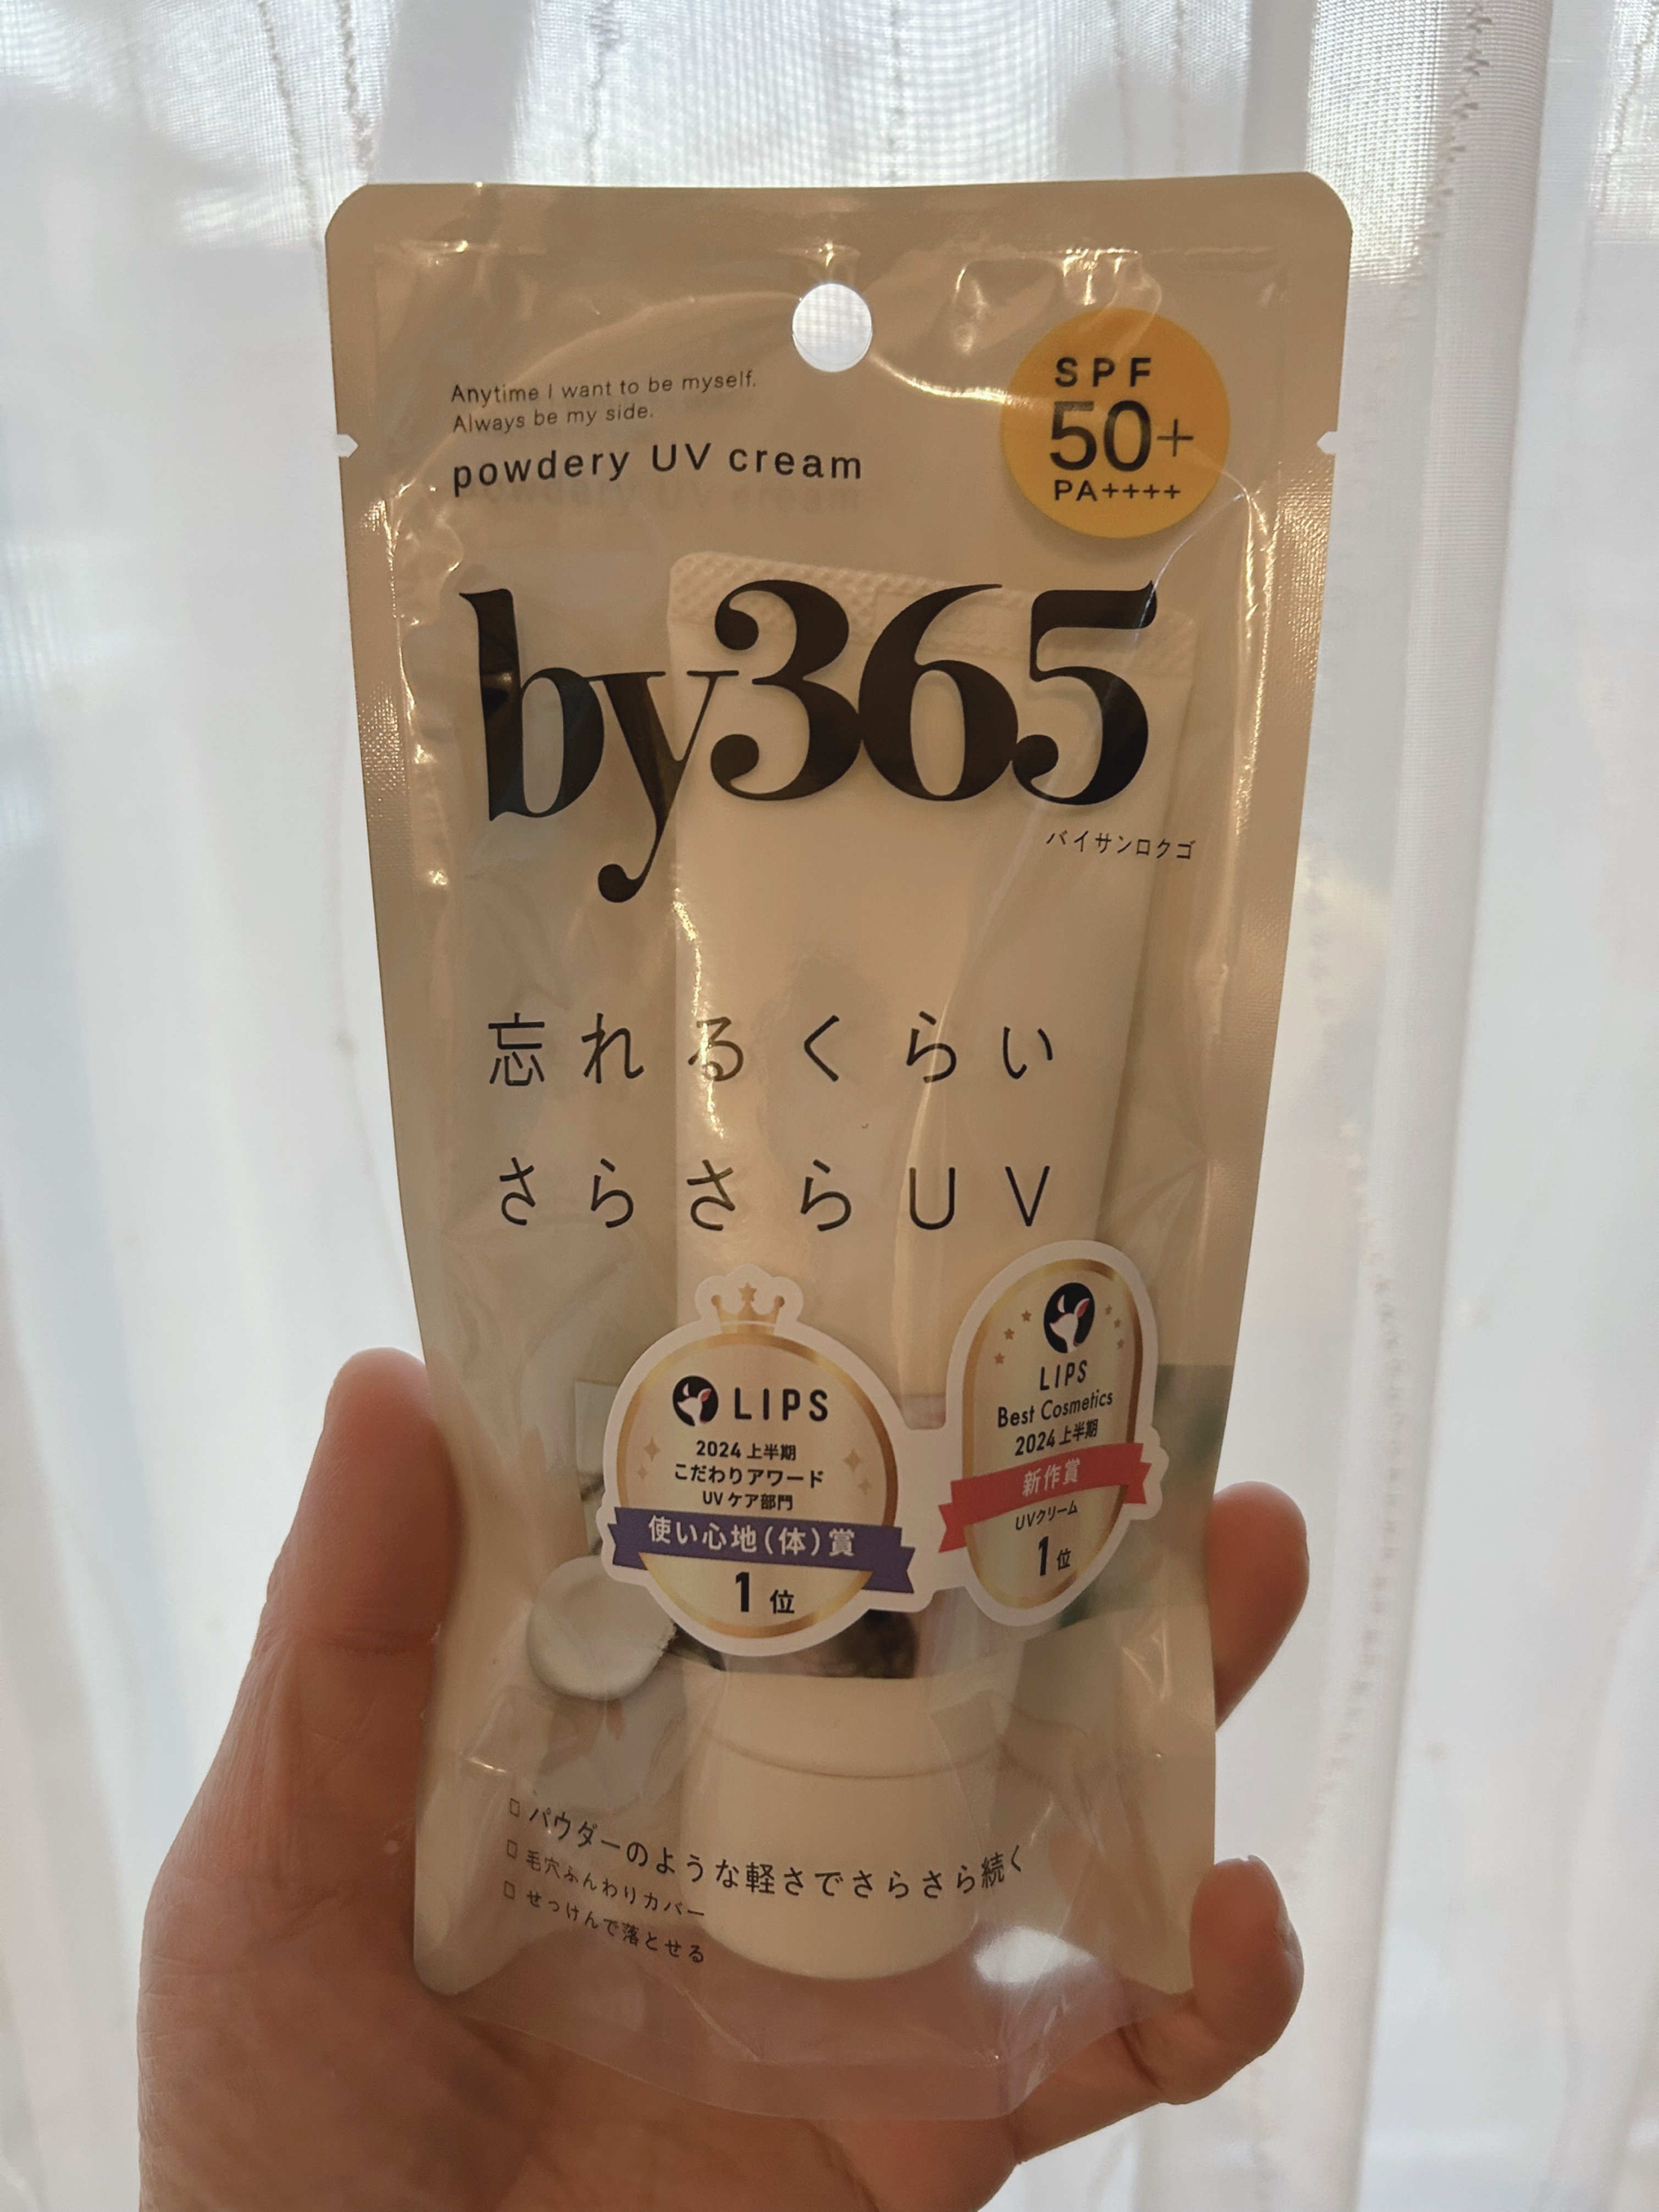 Anytime I want to be myself.
Always be my side.
powdery UV cream
SPF
50+
PA++++
by365
バイサンロクゴ
忘れるくらい
さらさらUV
LIPS
2024 上半期
こだわりアワード
UV ケア部門
使い心地(体)賞
1 位
LIPS
Best Cosmetics
2024 上半期
新作賞
UVクリーム
1 位
□ パウダーのような軽さでさらさら続く
□ 毛穴ふんわりカバー
□ せっけんで落とせる